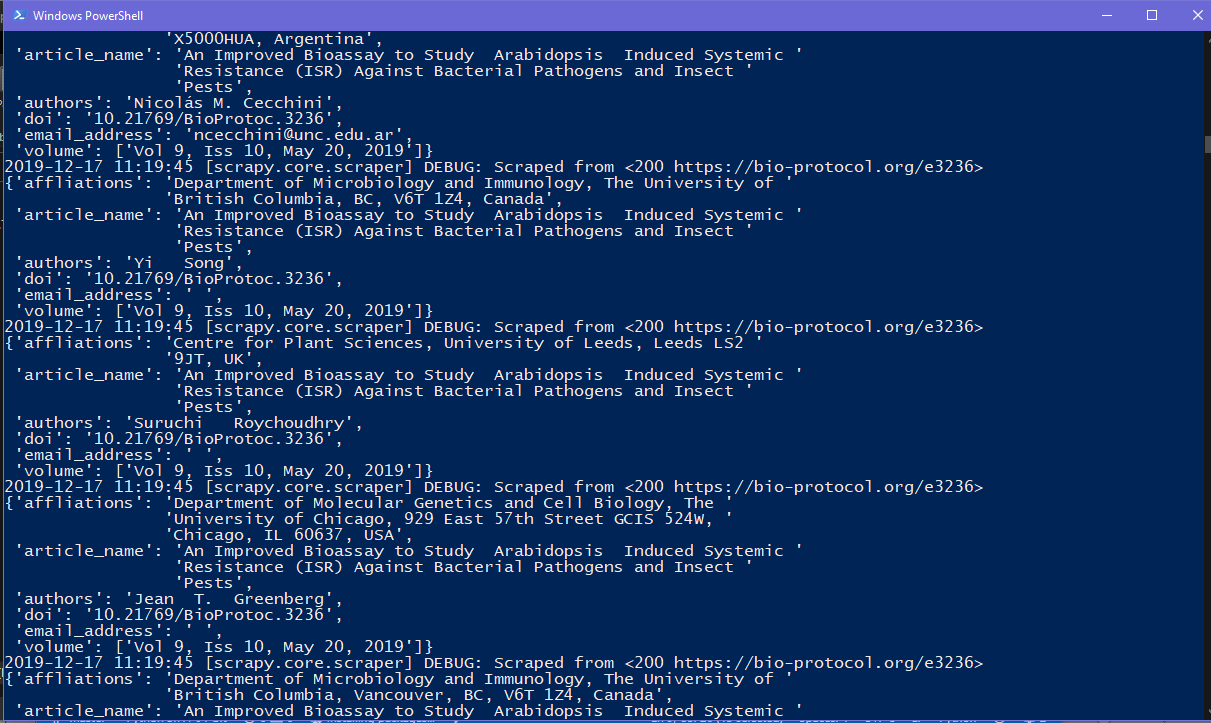 Windows PowerShell
'X5000HUA, Argentina',
'article_name': 'An Improved Bioassay to Study  Arabidopsis  Induced Systemic '
'Resistance (ISR) Against Bacterial Pathogens and Insect '
'Pests',
'authors': 'Nicolás M. Cecchini',
'doi': '10.21769/BioProtoc.3236',
'email_address': 'ncecchini@unc.edu.ar',
'volume': ['Vol 9, Iss 10, May 20, 2019']}
2019-12-17 11:19:45 [scrapy.core.scraper] DEBUG: Scraped from <200 https://bio-protocol.org/e3236>
{'affliations': 'Department of Microbiology and Immunology, The University of '
'British Columbia, BC, V6T 1Z4, Canada',
'article_name': 'An Improved Bioassay to Study  Arabidopsis  Induced Systemic '
'Resistance (ISR) Against Bacterial Pathogens and Insect '
'Pests',
'authors': 'Yi   Song',
'doi': '10.21769/BioProtoc.3236',
'email_address': ' ',
'volume': ['Vol 9, Iss 10, May 20, 2019']}
2019-12-17 11:19:45 [scrapy.core.scraper] DEBUG: Scraped from <200 https://bio-protocol.org/e3236>
{'affliations': 'Centre for Plant Sciences, University of Leeds, Leeds LS2 '
'9JT, UK',
'article_name': 'An Improved Bioassay to Study  Arabidopsis  Induced Systemic '
'Resistance (ISR) Against Bacterial Pathogens and Insect '
'Pests',
'authors': 'Suruchi   Roychoudhry',
'doi': '10.21769/BioProtoc.3236',
'email_address': ' ',
'volume': ['Vol 9, Iss 10, May 20, 2019']}
2019-12-17 11:19:45 [scrapy.core.scraper] DEBUG: Scraped from <200 https://bio-protocol.org/e3236>
{'affliations': 'Department of Molecular Genetics and Cell Biology, The '
'University of Chicago, 929 East 57th Street GCIS 524W, '
'Chicago, IL 60637, USA',
'article_name': 'An Improved Bioassay to Study  Arabidopsis  Induced Systemic '
'Resistance (ISR) Against Bacterial Pathogens and Insect '
'Pests',
'authors': 'Jean  T.  Greenberg',
'doi': '10.21769/BioProtoc.3236',
'email_address': ' ',
'volume': ['Vol 9, Iss 10, May 20, 2019']}
2019-12-17 11:19:45 [scrapy.core.scraper] DEBUG: Scraped from <200 https://bio-protocol.org/e3236>
{'affliations': 'Department of Microbiology and Immunology, The University of '
'British Columbia, Vancouver, BC, V6T 1Z4, Canada',
'article_name': 'An Improved Bioassay to Study  Arabidopsis  Induced Systemic '